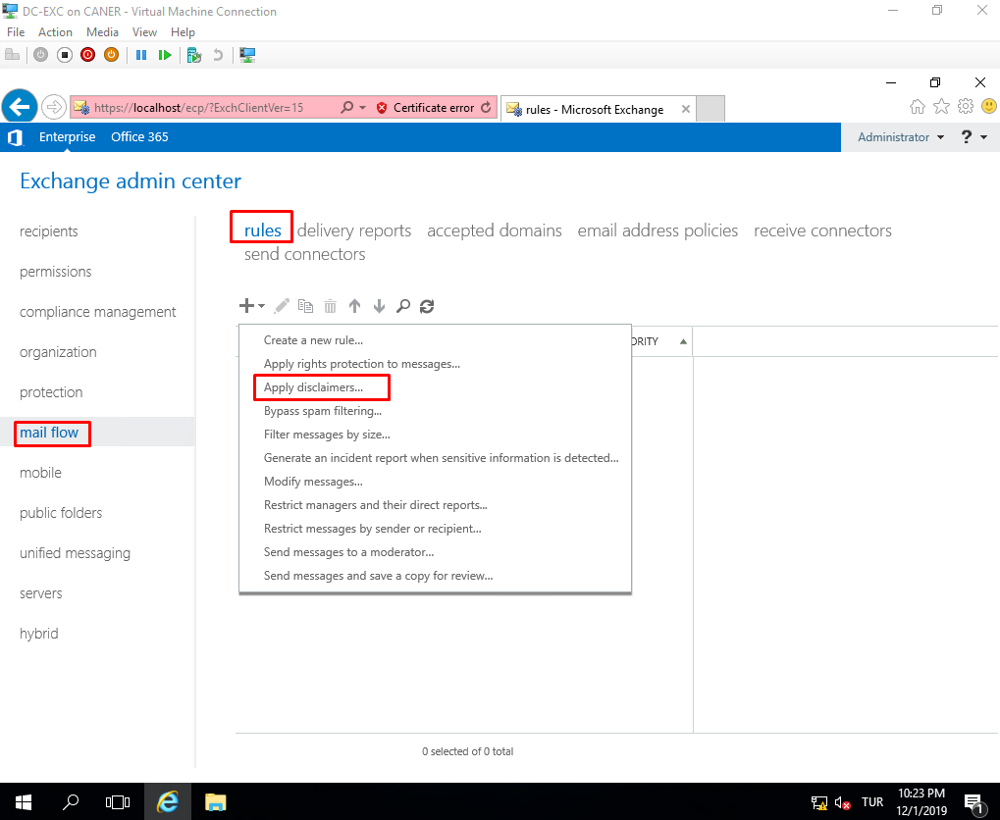 DC-EXC on CANER - Virtual Machine Connection
File Action Media View Help
https://localhost/ecp/?ExchClientVer=15
Certificate error
rules - Microsoft Exchange
Enterprise Office 365
Administrator ?
Exchange admin center
recipients
permissions
compliance management
organization
protection
mail flow
mobile
public folders
unified messaging
servers
hybrid
rules delivery reports accepted domains email address policies receive connectors
send connectors
ORITY
Create a new rule...
Apply rights protection to messages...
Apply disclaimers...
Bypass spam filtering...
Filter messages by size...
Generate an incident report when sensitive information is detected...
Modify messages...
Restrict managers and their direct reports...
Restrict messages by sender or recipient...
Send messages to a moderator...
Send messages and save a copy for review...
0 selected of 0 total
TUR
10:23 PM
12/1/2019
1